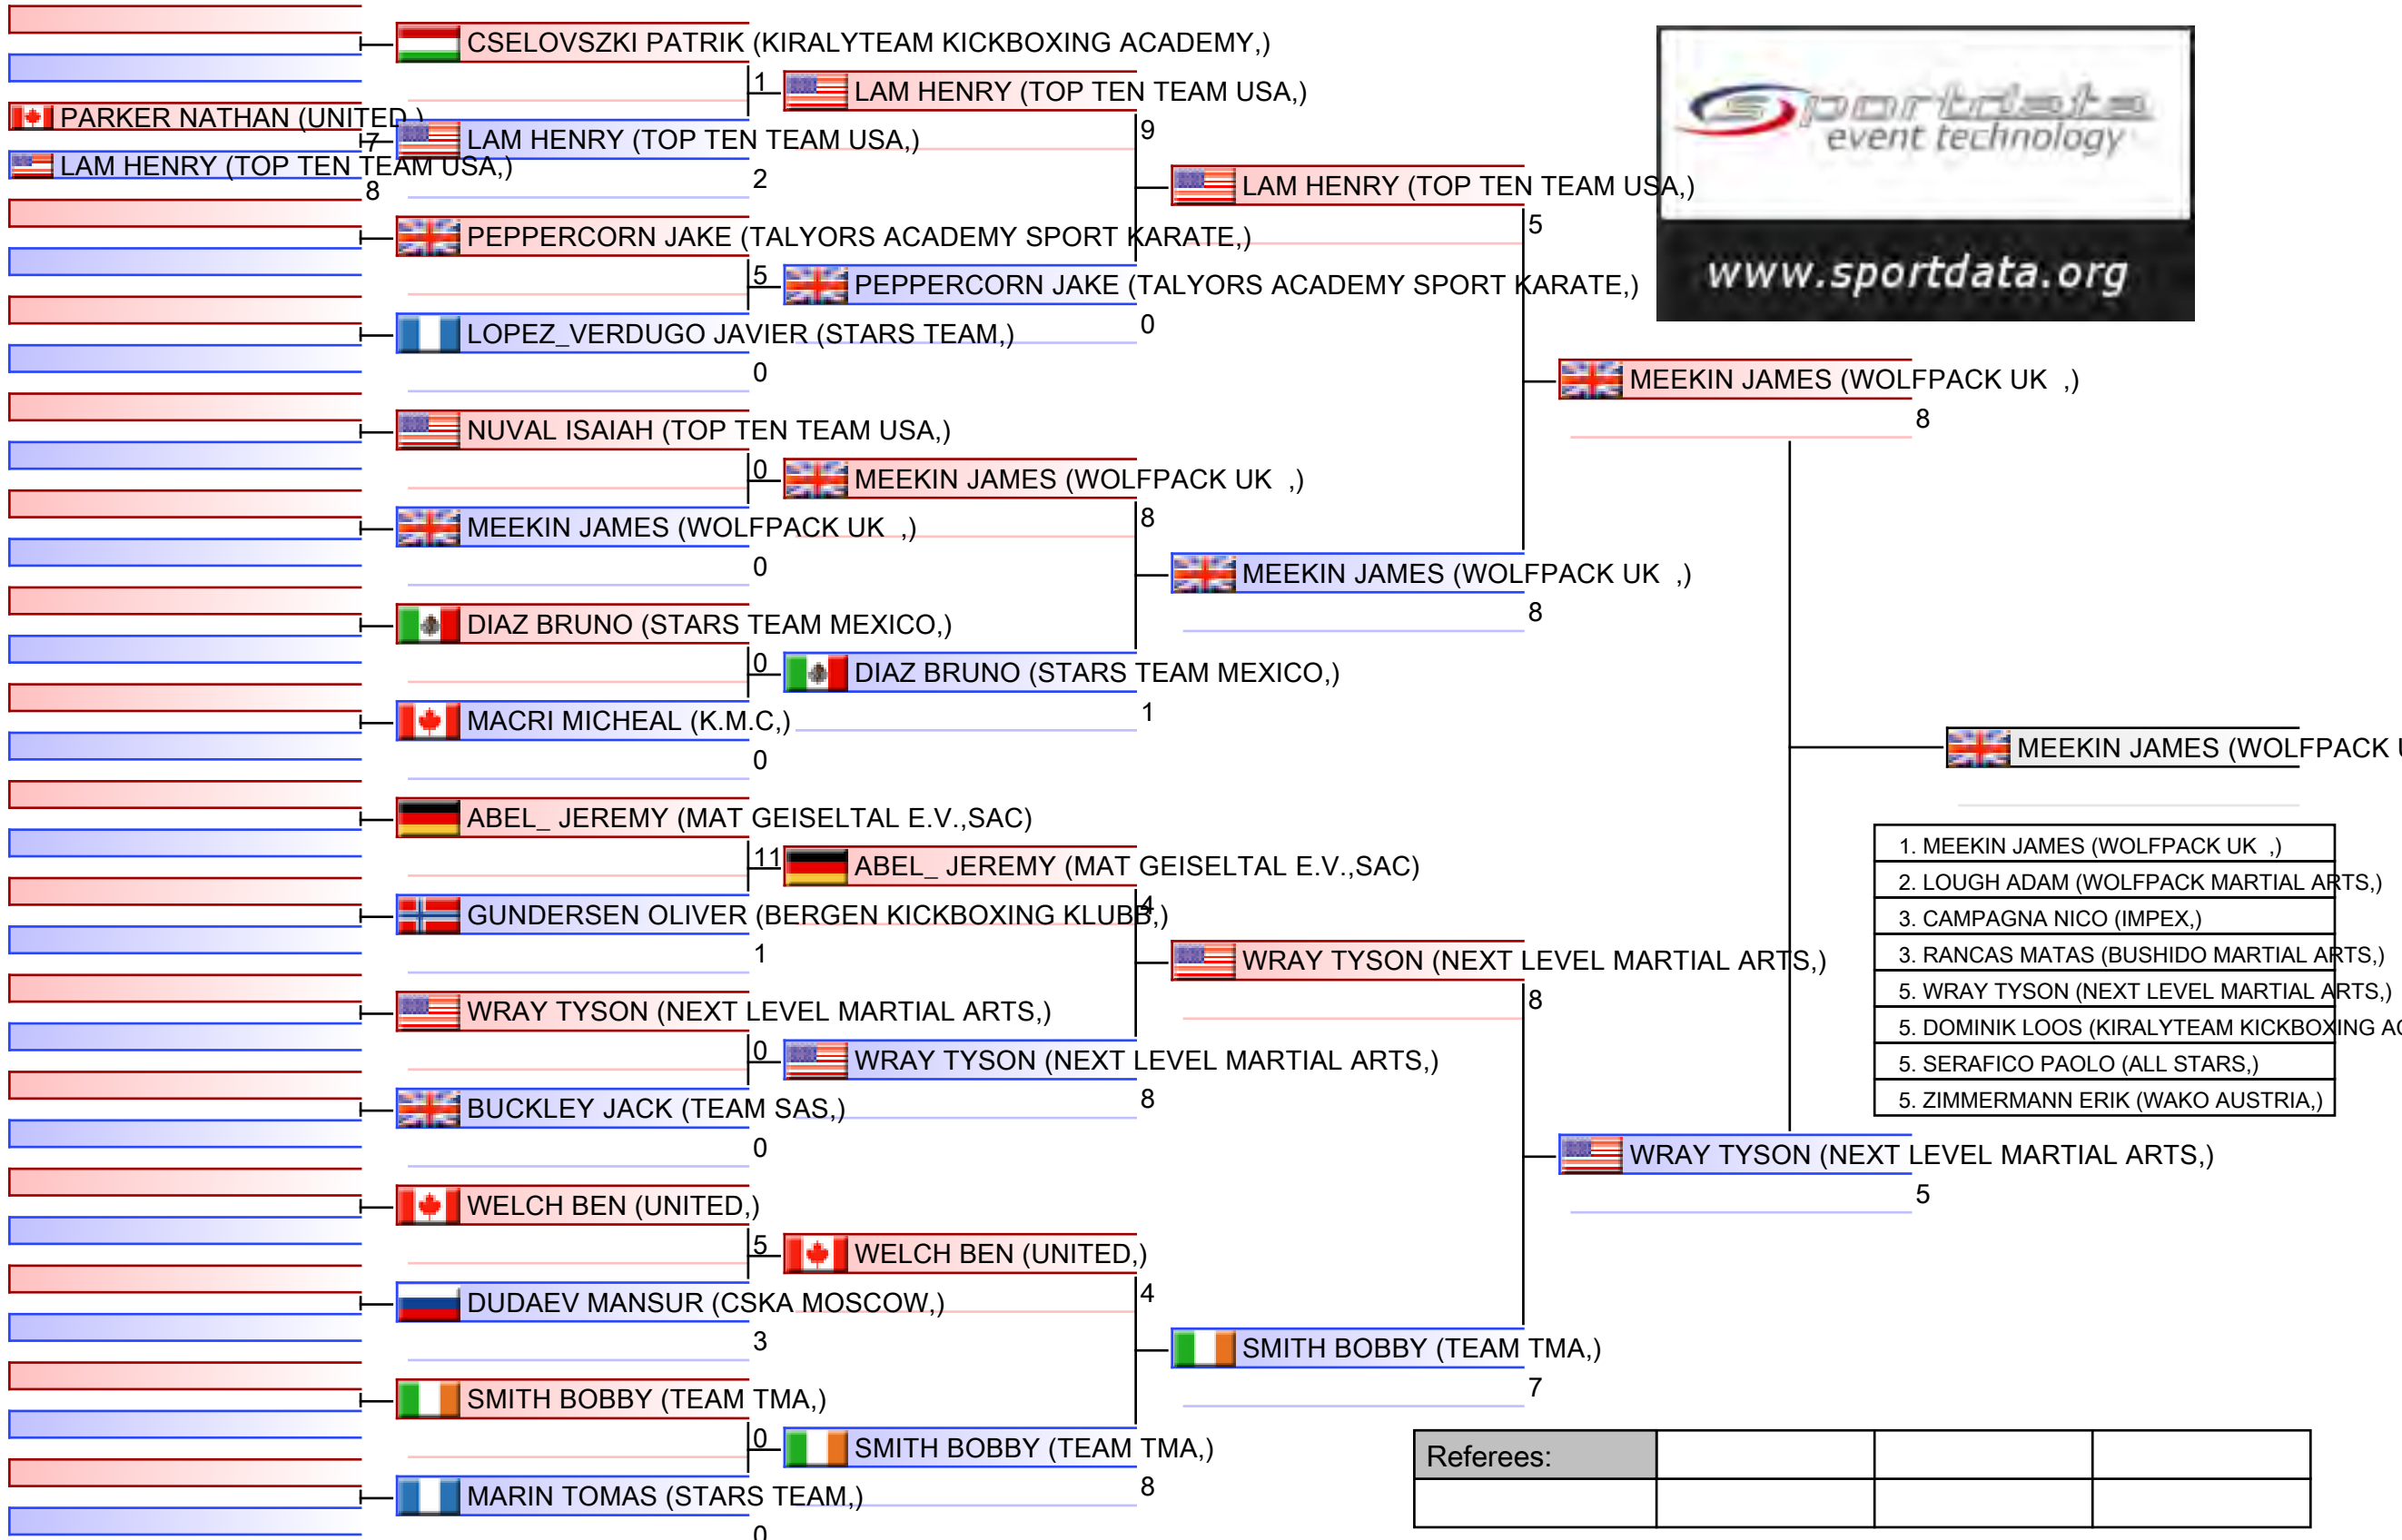 CSELOVSZKI PATRIK (KIRALYTEAM KICKBOXING ACADEMY,)
1
LAM HENRY (TOP TEN TEAM USA,)
PARKER NATHAN (UNITED,)
7
LAM HENRY (TOP TEN TEAM USA,)
9
LAM HENRY (TOP TEN TEAM USA,)
8
2
LAM HENRY (TOP TEN TEAM USA,)
5
PEPPERCORN JAKE (TALYORS ACADEMY SPORT KARATE,)
5
PEPPERCORN JAKE (TALYORS ACADEMY SPORT KARATE,)
0
LOPEZ_VERDUGO JAVIER (STARS TEAM,)
0
sportdata
event technology
www.sportdata.org
MEEKIN JAMES (WOLFPACK UK ,)
8
NUVAL ISAIAH (TOP TEN TEAM USA,)
0
MEEKIN JAMES (WOLFPACK UK ,)
8
MEEKIN JAMES (WOLFPACK UK ,)
0
MEEKIN JAMES (WOLFPACK UK ,)
8
DIAZ BRUNO (STARS TEAM MEXICO,)
0
DIAZ BRUNO (STARS TEAM MEXICO,)
1
MACRI MICHEAL (K.M.C,)
0
MEEKIN JAMES (WOLFPACK U
ABEL_ JEREMY (MAT GEISELTAL E.V.,SAC)
11
ABEL_ JEREMY (MAT GEISELTAL E.V.,SAC)
4
GUNDERSEN OLIVER (BERGEN KICKBOXING KLUBB,)
1
WRAY TYSON (NEXT LEVEL MARTIAL ARTS,)
8
1. MEEKIN JAMES (WOLFPACK UK ,)
2. LOUGH ADAM (WOLFPACK MARTIAL ARTS,)
3. CAMPAGNA NICO (IMPEX,)
3. RANCAS MATAS (BUSHIDO MARTIAL ARTS,)
5. WRAY TYSON (NEXT LEVEL MARTIAL ARTS,)
5. DOMINIK LOOS (KIRALYTEAM KICKBOXING AC
5. SERAFICO PAOLO (ALL STARS,)
5. ZIMMERMANN ERIK (WAKO AUSTRIA,)
WRAY TYSON (NEXT LEVEL MARTIAL ARTS,)
0
WRAY TYSON (NEXT LEVEL MARTIAL ARTS,)
8
BUCKLEY JACK (TEAM SAS,)
0
WRAY TYSON (NEXT LEVEL MARTIAL ARTS,)
5
WELCH BEN (UNITED,)
5
WELCH BEN (UNITED,)
4
DUDAEV MANSUR (CSKA MOSCOW,)
3
SMITH BOBBY (TEAM TMA,)
7
SMITH BOBBY (TEAM TMA,)
0
SMITH BOBBY (TEAM TMA,)
8
MARIN TOMAS (STARS TEAM,)
0
Referees: